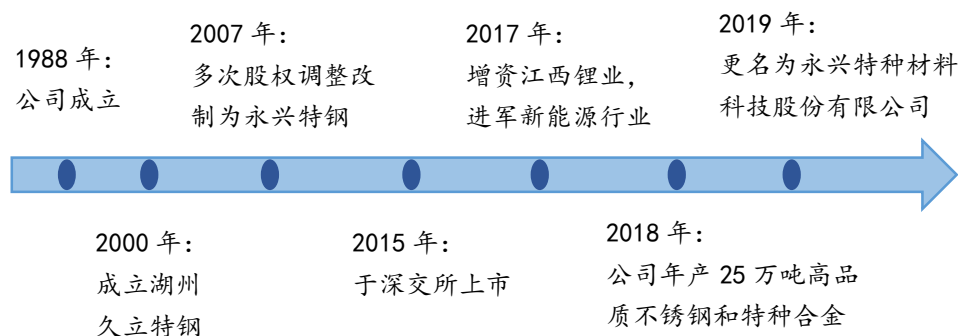 1988 年：
公司成立
2007 年：
多次股权调整改
制为永兴特钢
2017 年：
增资江西锂业，
进军新能源行业
2019 年：
更名为永兴特种材料
科技股份有限公司
2000 年：
成立湖州
久立特钢
2015 年：
于深交所上市
2018 年：
公司年产 25 万吨高品
质不锈钢和特种合金